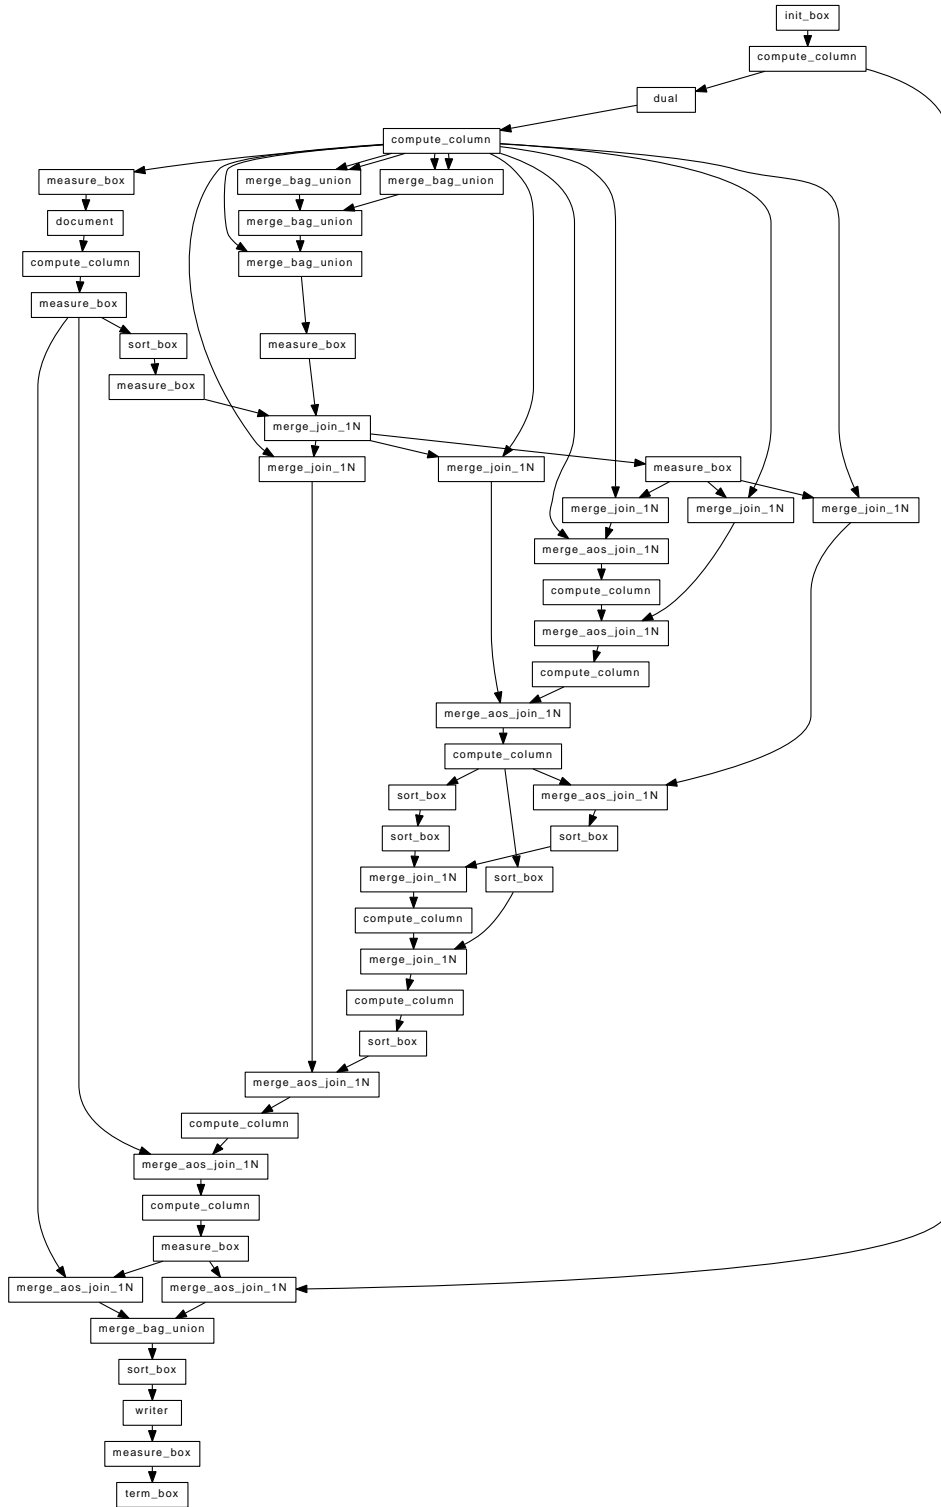 init_box
compute_column
dual
compute_column
measure_box
merge_bag_union
merge_bag_union
document
merge_bag_union
compute_column
merge_bag_union
measure_box
sort_box
measure_box
measure_box
merge_join_1N
merge_join_1N
merge_join_1N
measure_box
merge_join_1N
merge_join_1N
merge_join_1N
merge_aos_join_1N
compute_column
merge_aos_join_1N
compute_column
merge_aos_join_1N
compute_column
sort_box
merge_aos_join_1N
sort_box
sort_box
merge_join_1N
sort_box
compute_column
merge_join_1N
compute_column
sort_box
merge_aos_join_1N
compute_column
merge_aos_join_1N
compute_column
measure_box
merge_aos_join_1N
merge_aos_join_1N
merge_bag_union
sort_box
writer
measure_box
term_box